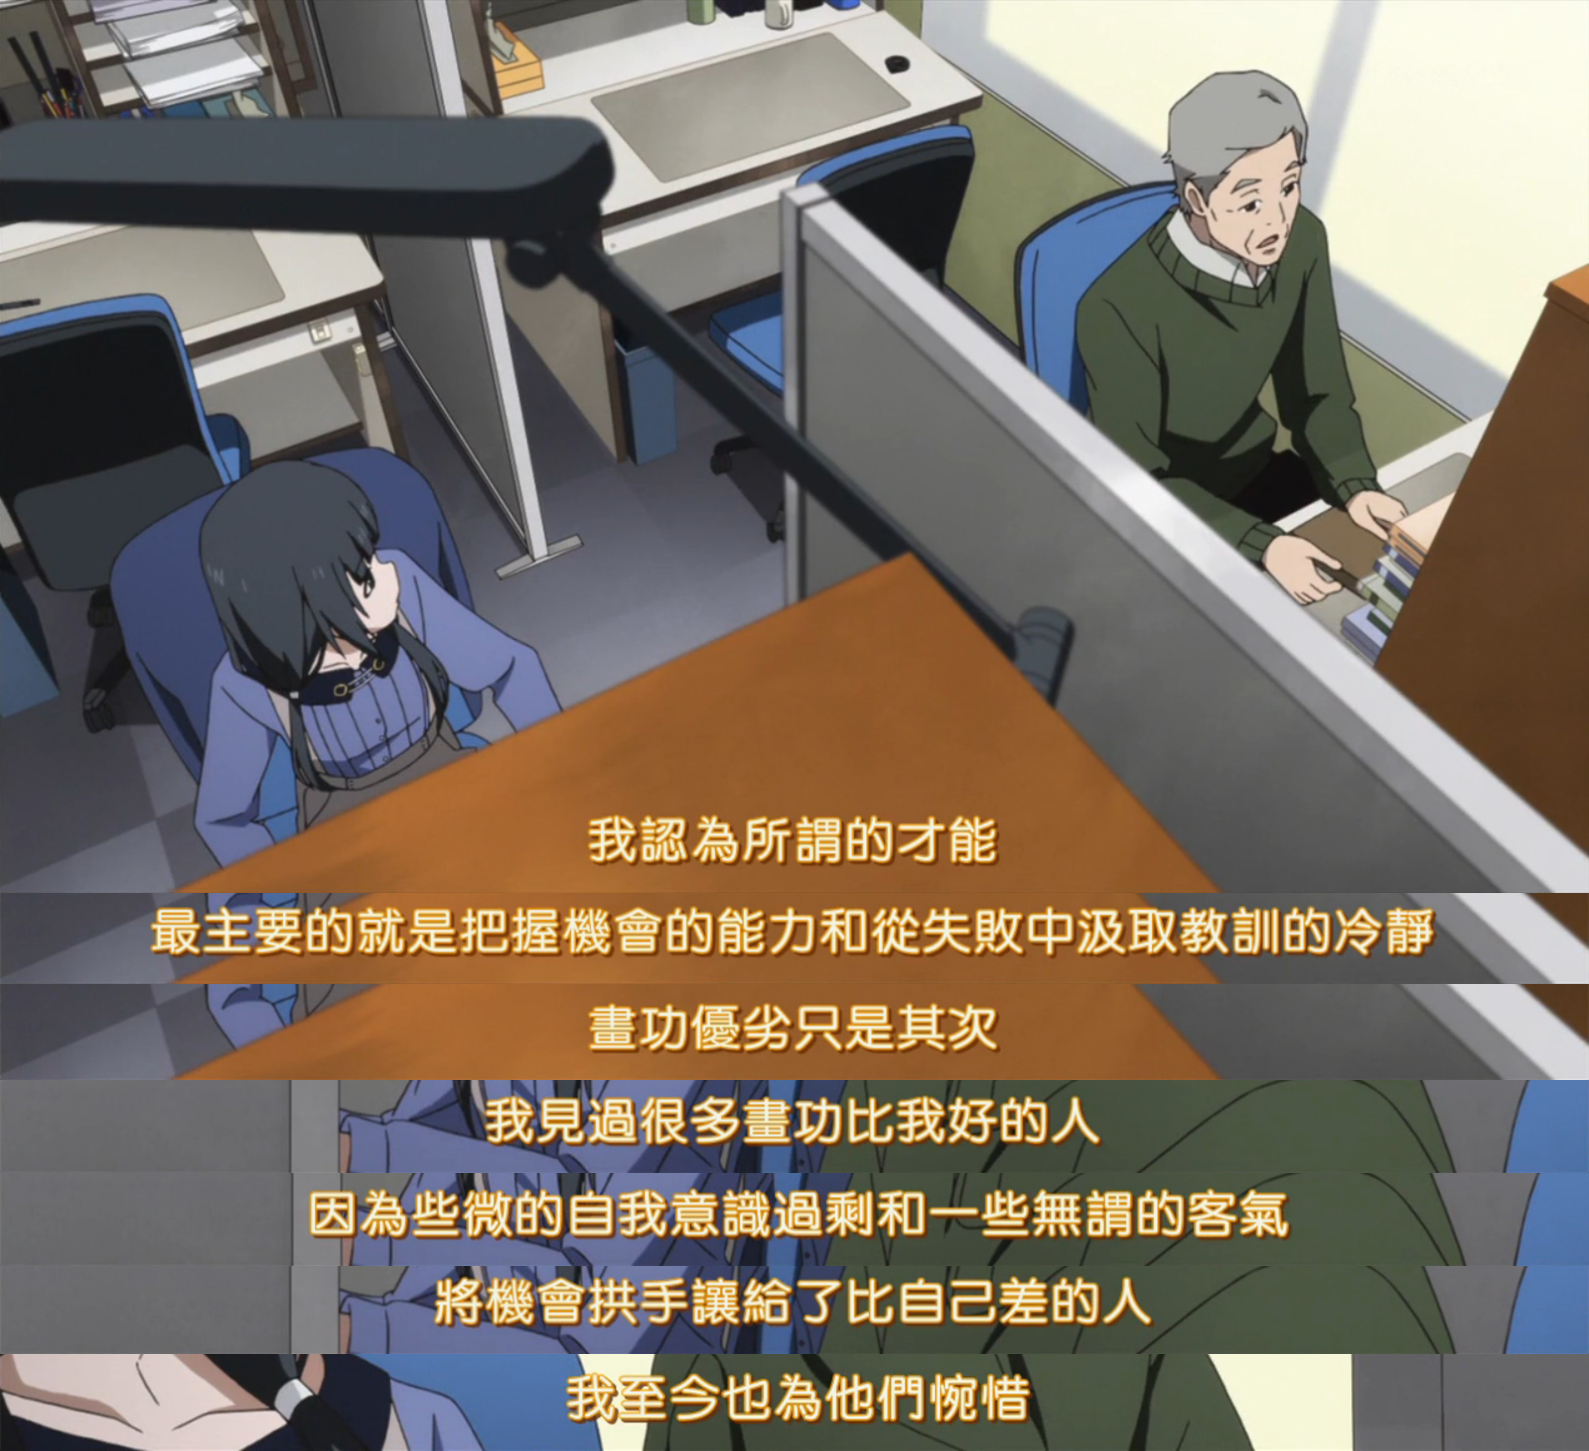 我認為所謂的才能
最主要的就是把握機會的能力和從失敗中汲取教訓的冷靜
畫功優劣只是其次
我見過很多畫功比我好的人
因為些微的自我意識過剩和一些無謂的客氣
將機會拱手讓給了比自己差的人
我至今也為他們惋惜